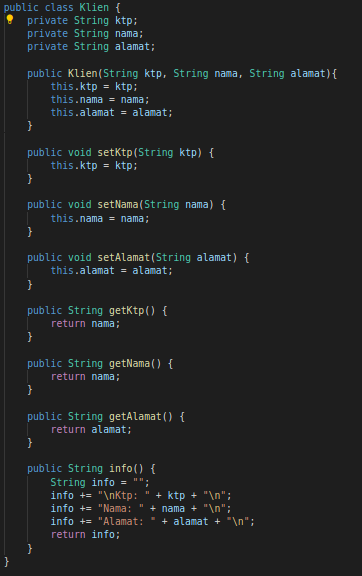 public class Klien {
    private String ktp;
    private String nama;
    private String alamat;

    public Klien(String ktp, String nama, String alamat){
        this.ktp = ktp;
        this.nama = nama;
        this.alamat = alamat;
    }

    public void setKtp(String ktp) {
        this.ktp = ktp;
    }

    public void setNama(String nama) {
        this.nama = nama;
    }

    public void setAlamat(String alamat) {
        this.alamat = alamat;
    }

    public String getKtp() {
        return nama;
    }

    public String getNama() {
        return nama;
    }

    public String getAlamat() {
        return alamat;
    }

    public String info() {
        String info = "";
        info += "\nKtp: " + ktp + "\n";
        info += "Nama: " + nama + "\n";
        info += "Alamat: " + alamat + "\n";
        return info;
    }
}